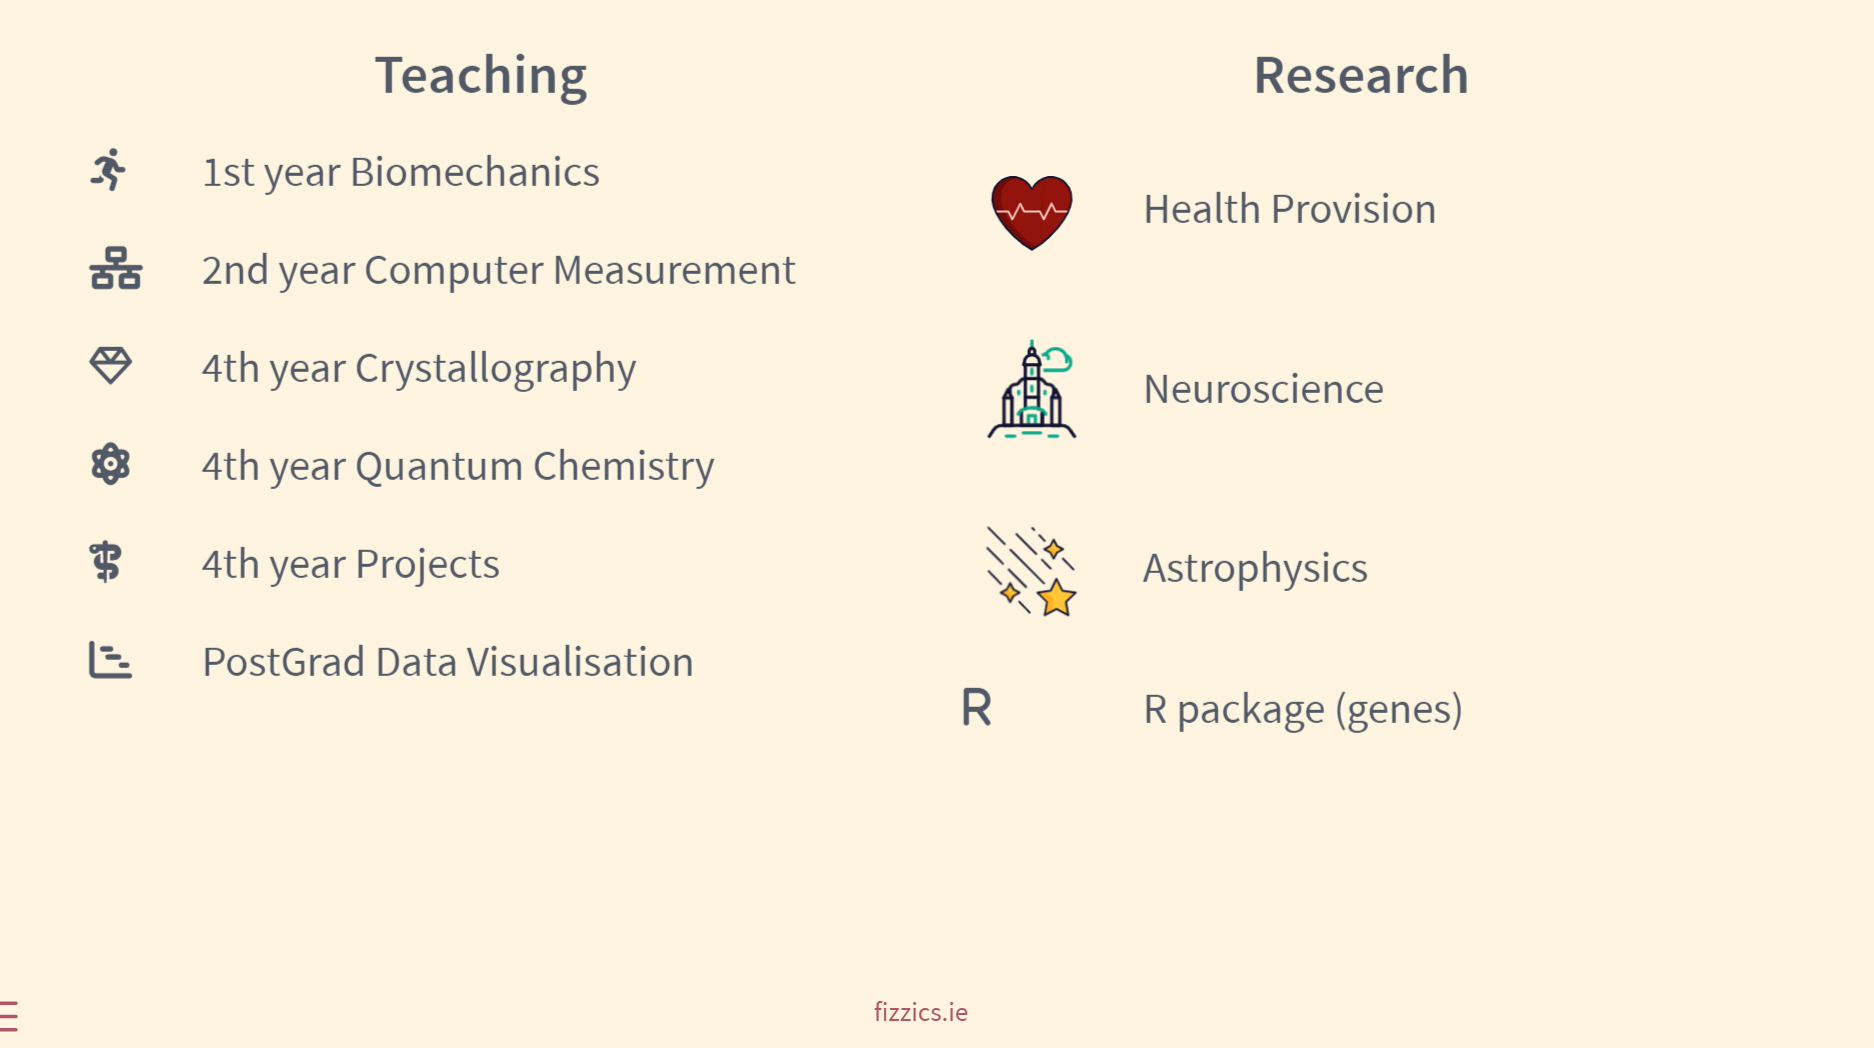 Teaching
1st year Biomechanics
2nd year Computer Measurement
4th year Crystallography
4th year Quantum Chemistry
4th year Projects
PostGrad Data Visualisation
Research
Health Provision
Neuroscience
Astrophysics
R
R package (genes)
fizzics.ie